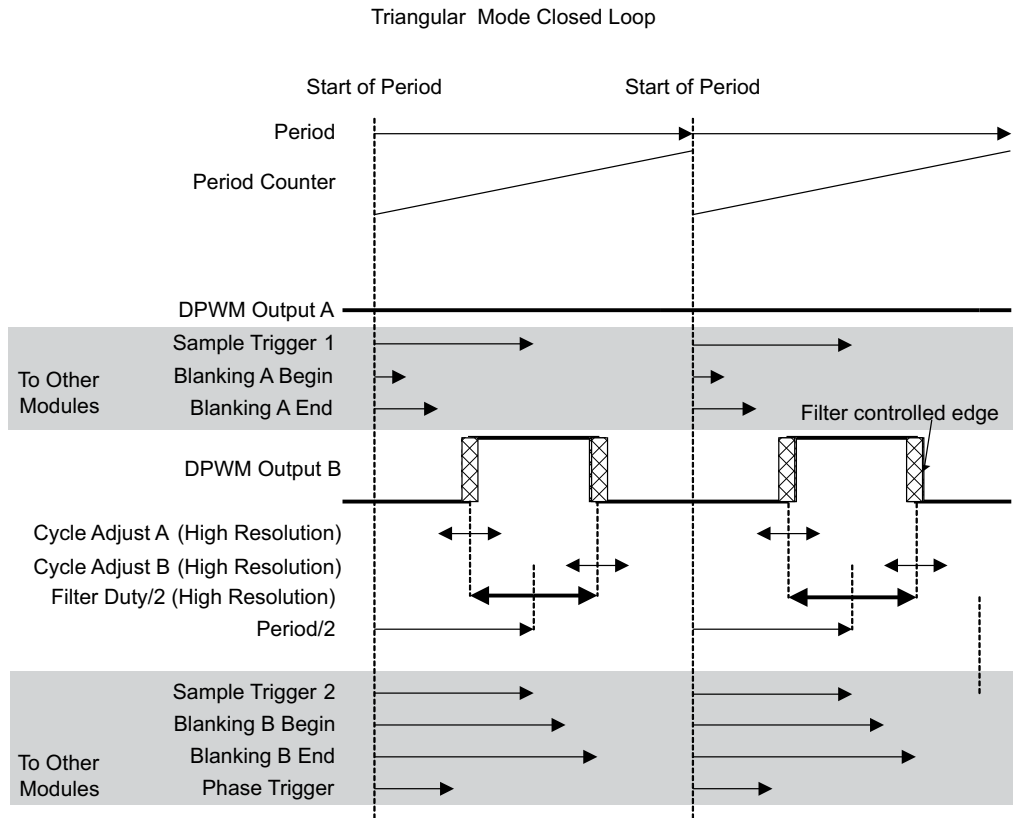 Triangular Mode Closed Loop
Start of Period
Start of Period
Period
Period Counter
DPWM Output A
Sample Trigger 1
To Other
Modules
Blanking A Begin
Blanking A End
Filter controlled edge
DPWM Output B
Cycle Adjust A (High Resolution)
Cycle Adjust B (High Resolution)
Filter Duty/2 (High Resolution)
Period/2
Sample Trigger 2
Blanking B Begin
Blanking B End
To Other
Modules
Phase Trigger